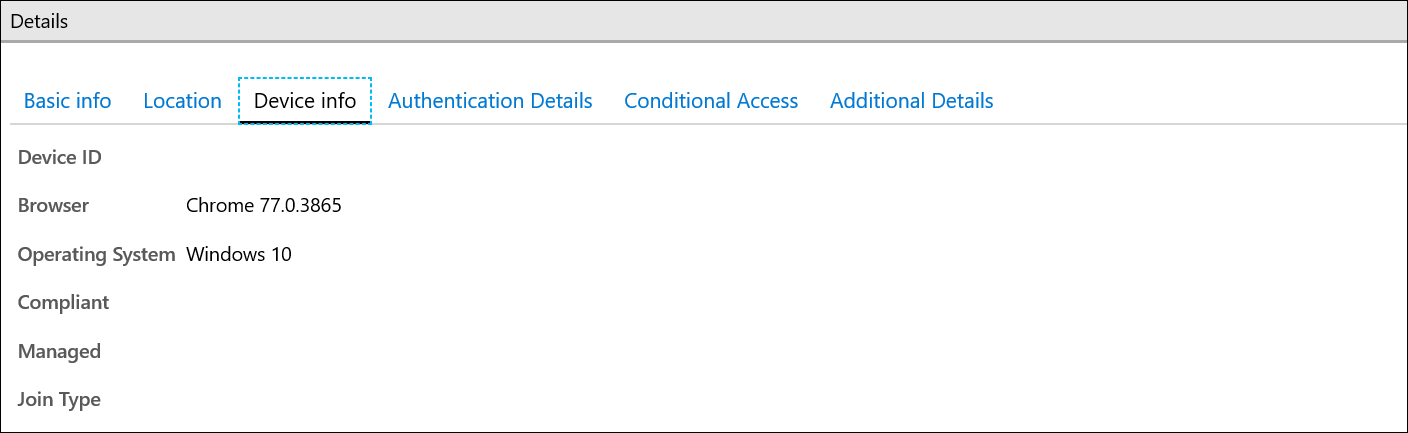 Details
Basic info Location Device info Authentication Details Conditional Access Additional Details
Device ID
Browser Chrome 77.0.3865
Operating System Windows 10
Compliant
Managed
Join Type